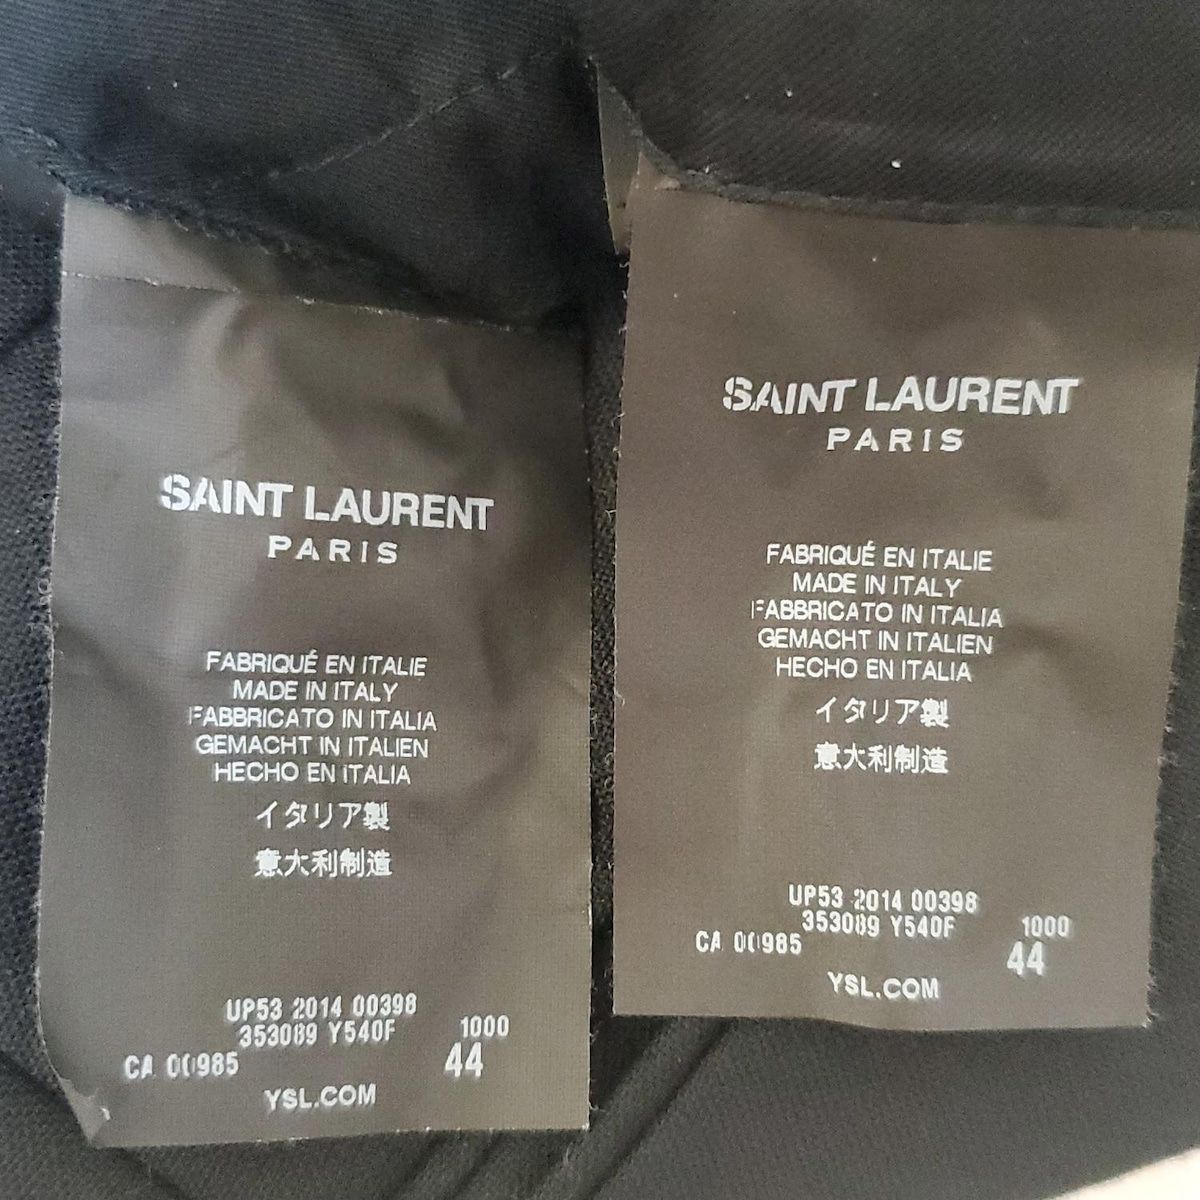 SAINT LAURENT
PARIS
FABRIQUÉ EN ITALIE
MADE IN ITALY
FABBRICATO IN ITALIA
GEMACHT IN ITALIEN
HECHO EN ITALIA
イタリア製
意大利制造
UP53 2014 00398
353089 Y540F 1000
CA 00985 44
YSL.COM
SAINT LAURENT
PARIS
FABRIQUÉ EN ITALIE
MADE IN ITALY
FABBRICATO IN ITALIA
GEMACHT IN ITALIEN
HECHO EN ITALIA
イタリア製
意大利制造
UP53 2014 00398
353089 Y540F 1000
CA 00985 44
YSL.COM